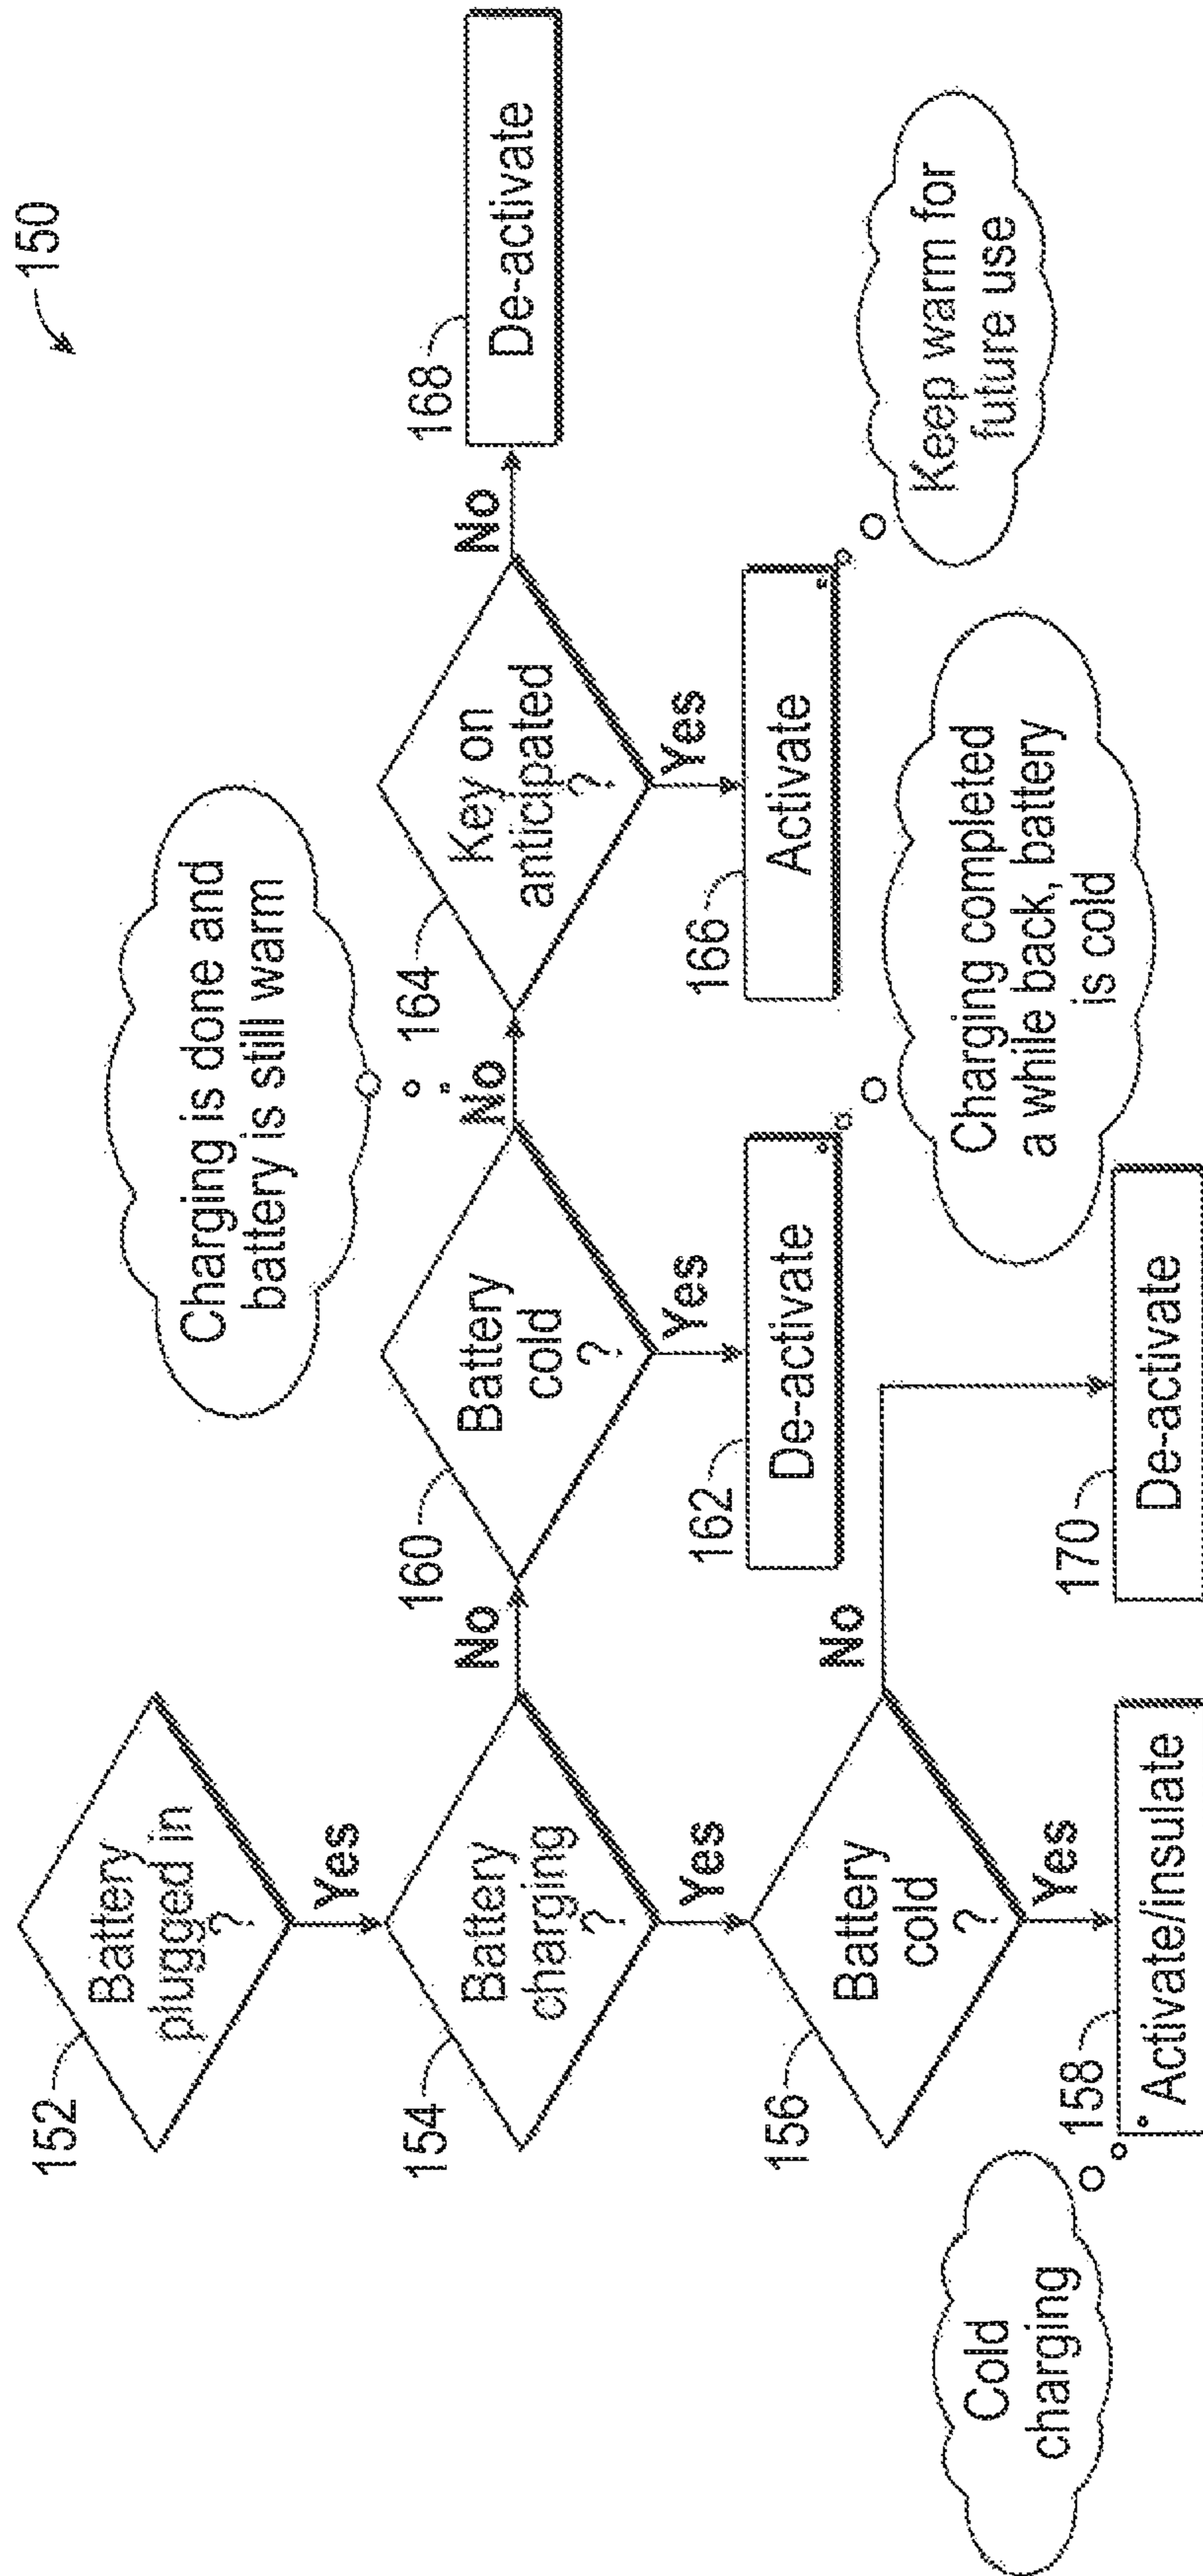 150
152
Battery
plugged in
?
Yes
154
Battery
charging
?
No
Yes
156
Battery
cold
?
No
Yes
158
Activate/insulate
Cold
charging
160
Battery
cold
?
No
Yes
162
De-activate
Charging completed
a while back, battery
is cold
Charging is done and
battery is still warm
164
Key on
anticipated
?
No
Yes
166
Activate
Keep warm for
future use
168
De-activate
170
De-activate